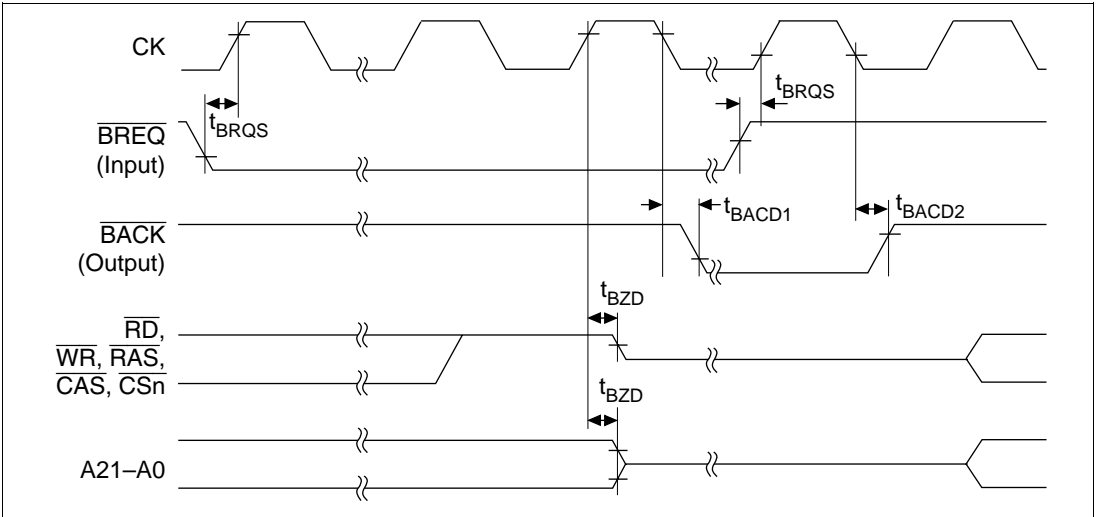 CK
tBRQS
tBRQS
BREQ
(Input)
tBACD1
tBACD2
BACK
(Output)
tBZD
RD,
WR, RAS,
CAS, CSn
tBZD
A21–A0